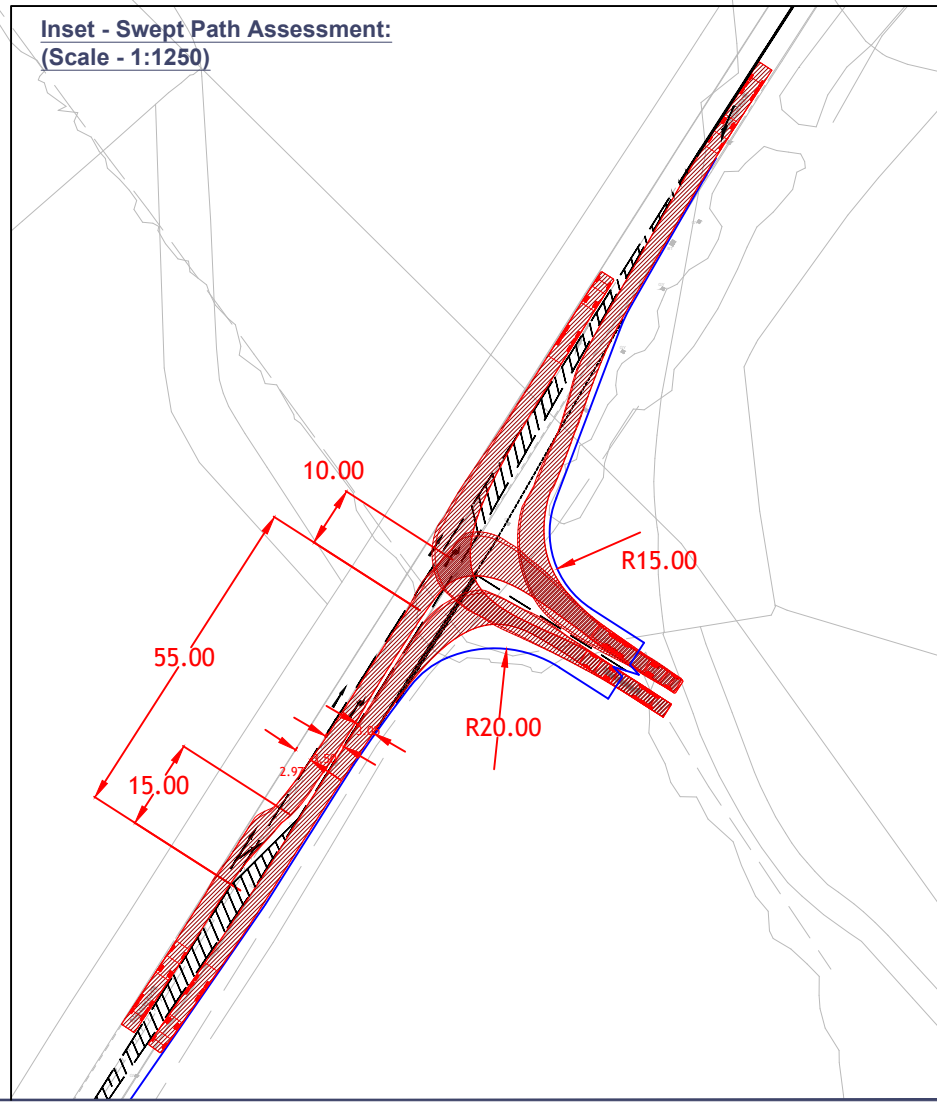 Inset - Swept Path Assessment:
(Scale - 1:1250)
10.00
R15.00
55.00
R20.00
15.00
2.97